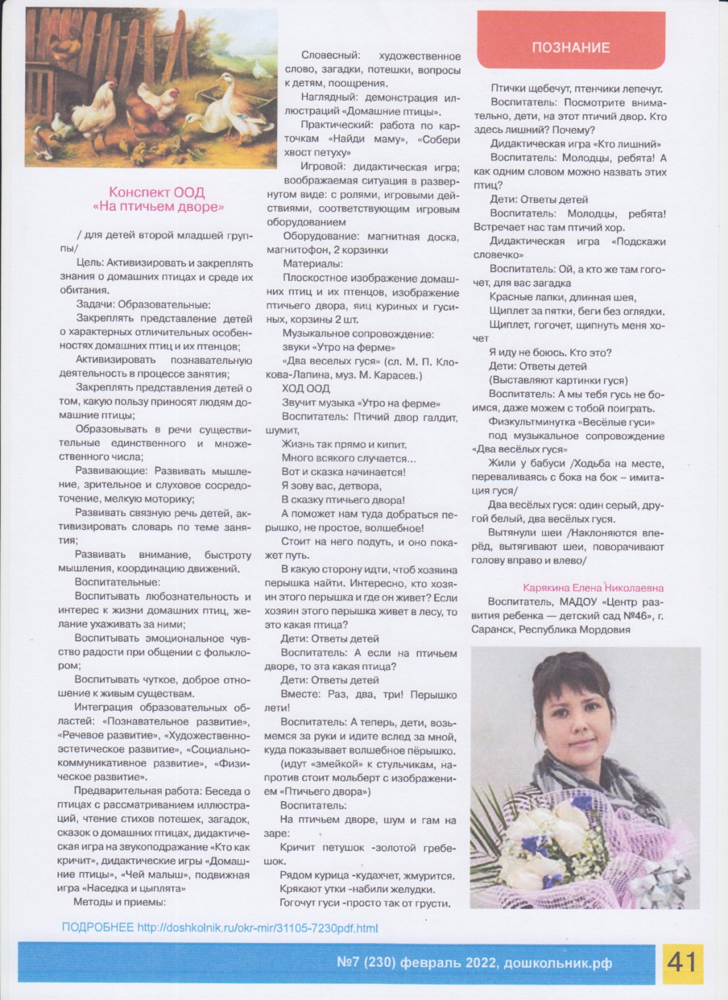 Конспект ООД
«На птичьем дворе»
/ для детей второй младшей груп-
пы/
Цель: Активизировать и закреплять
знания о домашних птицах и среде их
обитания.
Задачи: Образовательные:
Закреплять представление детей
о характерных отличительных особен-
ностях домашних птиц и их птенцов;
Активизировать познавательную
деятельность в процессе занятия;
Закреплять представления детей о
том, какую пользу приносят людям до-
машние птицы;
Образовывать в речи существи-
тельные единственного и множе-
ственного числа;
Развивающие: Развивать мышле-
ние, зрительное и слуховое сосредо-
точение, мелкую моторику;
Развивать связную речь детей, ак-
тивизировать словарь по теме заня-
тия;
Развивать внимание, быстроту
мышления, координацию движений.
Воспитательные:
Воспитывать любознательность и
интерес к жизни домашних птиц, же-
лание ухаживать за ними;
Воспитывать эмоциональное чув-
ство радости при общении с фолькло-
ром;
Воспитывать чуткое, доброе отно-
шение к живым существам.
Интеграция образовательных об-
ластей: «Познавательное развитие»,
«Речевое развитие», «Художественно-
эстетическое развитие», «Социально-
коммуникативное развитие», «Физи-
ческое развитие».
Предварительная работа: Беседа о
птицах с рассматриванием иллюстра-
ций, чтение стихов потешек, загадок,
сказок о домашних птицах, дидактиче-
ская игра на звукоподражание «Кто как
кричит», дидактические игры «Домаш-
ние птицы», «Чей малыш», подвижная
игра «Наседка и цыплята»
Методы и приемы:
Словесный: художественное
слово, загадки, потешки, вопросы
к детям, поощрения.
Наглядный: демонстрация ил-
люстраций «Домашние птицы».
Практический: работа по кар-
точкам «Найди маму», «Собери
хвост петуху»
Игровой: дидактическая игра;
воображаемая ситуация в развер-
нутом виде: с ролями, игровыми дей-
ствиями, соответствующим игровым
оборудованием
Оборудование: магнитная доска,
магнитофон, 2 корзинки
Материалы:
Плоскостное изображение домаш-
них птиц и их птенцов, изображение
птичьего двора, яиц куриных и гуси-
ных, корзины 2 шт.
Музыкальное сопровождение:
звуки «Утро на ферме»
«Два веселых гуся» (сл. М. П. Кло-
кова-Лапина, муз. М. Карасев.)
ХОД ООД
Звучит музыка «Утро на ферме»
Воспитатель: Птичий двор галдит,
шумит,
Жизнь так прямо и кипит.
Много всякого случается...
Вот и сказка начинается!
Я зову вас, детвора,
В сказку птичьего двора!
А поможет нам туда добраться пе-
рышко, не простое, волшебное!
Стоит на него подуть, и оно пока-
жет путь.
В какую сторону идти, чтоб хозяина
перышка найти. Интересно, кто хозя-
ин этого перышка и где он живет? Если
хозяин этого перышка живет в лесу, то
это какая птица?
Дети: Ответы детей
Воспитатель: А если на птичьем
дворе, то эта какая птица?
Дети: Ответы детей
Вместе: Раз, два, три! Перышко
лети!
Воспитатель: А теперь, дети, возь-
мемся за руки и идите вслед за мной,
куда показывает волшебное пёрышко.
(идут «змейкой» к стульчикам, на-
против стоит мольберт с изображени-
ем «Птичьего двора»)
Воспитатель:
На птичьем дворе, шум и гам на
заре:
Кричит петушок -золотой гребе-
шок.
Рядом курица -кудахчет, жмурится.
Крякают утки -набили желудки.
Гогочут гуси -просто так от грусти.
ПОЗНАНИЕ
Птички щебечут, птенчики лепечут.
Воспитатель: Посмотрите внима-
тельно, дети, на этот птичий двор. Кто
здесь лишний? Почему?
Дидактическая игра «Кто лишний»
Воспитатель: Молодцы, ребята! А
как одним словом можно назвать этих
птиц?
Дети: Ответы детей
Воспитатель: Молодцы, ребята!
Встречает нас там птичий хор.
Дидактическая игра «Подскажи
словечко»
Воспитатель: Ой, а кто же там гого-
чет, для вас загадка
Красные лапки, длинная шея,
Щиплет за пятки, беги без оглядки.
Щиплет, гогочет, щипнуть меня хо-
чет
Я иду не боюсь. Кто это?
Дети: Ответы детей
(Выставляют картинки гуся)
Воспитатель: А мы тебя гусь не бо-
имся, даже можем с тобой поиграть.
Физкультминутка «Весёлые гуси»
под музыкальное сопровождение
«Два весёлых гуся»
Жили у бабуси /Ходьба на месте,
переваливаясь с бока на бок – имита-
ция гуся/
Два весёлых гуся: один серый, дру-
гой белый, два весёлых гуся.
Вытянули шеи /Наклоняются впе-
рёд, вытягивают шеи, поворачивают
голову вправо и влево/
Карякина Елена Николаевна
Воспитатель, МАДОУ «Центр раз-
вития ребенка — детский сад №46», г.
Саранск, Республика Мордовия
ПОДРОБНЕЕ http://doshkolnik.ru/okr-mir/31105-7230pdf.html
№7 (230) февраль 2022, дошкольник.рф
41